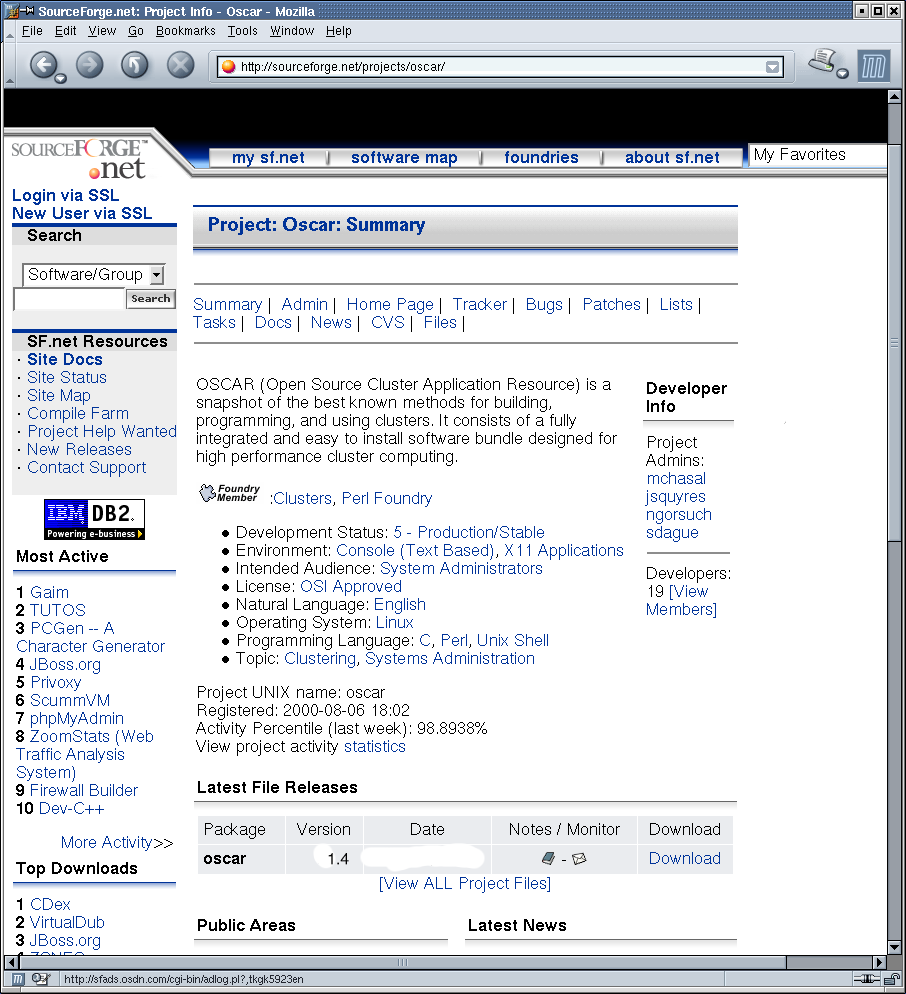 SourceForge.net: Project Info - Oscar - Mozilla
File Edit View Go Bookmarks Tools Window Help
http://sourceforge.net/projects/oscar/
SOURCEFORGE™
.net
my sf.net | software map | foundries | about sf.net
My Favorites
Login via SSL
New User via SSL
Search
Software/Group
Search
SF.net Resources
· Site Docs
· Site Status
· Site Map
· Compile Farm
· Project Help Wanted
· New Releases
· Contact Support
IBM DB2.
Powering e-business
Most Active
1 Gaim
2 TUTOS
3 PCGen -- A
Character Generator
4 JBoss.org
5 Privoxy
6 ScummVM
7 phpMyAdmin
8 ZoomStats (Web
Traffic Analysis
System)
9 Firewall Builder
10 Dev-C++
More Activity>>
Top Downloads
1 CDex
2 VirtualDub
3 JBoss.org
Project: Oscar: Summary
Summary | Admin | Home Page | Tracker | Bugs | Patches | Lists |
Tasks | Docs | News | CVS | Files |
OSCAR (Open Source Cluster Application Resource) is a
snapshot of the best known methods for building,
programming, and using clusters. It consists of a fully
integrated and easy to install software bundle designed for
high performance cluster computing.
Foundry
Member :Clusters, Perl Foundry
● Development Status: 5 - Production/Stable
● Environment: Console (Text Based), X11 Applications
● Intended Audience: System Administrators
● License: OSI Approved
● Natural Language: English
● Operating System: Linux
● Programming Language: C, Perl, Unix Shell
● Topic: Clustering, Systems Administration
Project UNIX name: oscar
Registered: 2000-08-06 18:02
Activity Percentile (last week): 98.8938%
View project activity statistics
Developer
Info
Project
Admins:
mchasal
jsquyres
ngorsuch
sdague
Developers:
19 [View
Members]
Latest File Releases
Package Version Date Notes / Monitor Download
oscar 1.4 - Download
[View ALL Project Files]
Public Areas
Latest News
http://sfads.osdn.com/cgi-bin/adlog.pl?,tkgk5923en